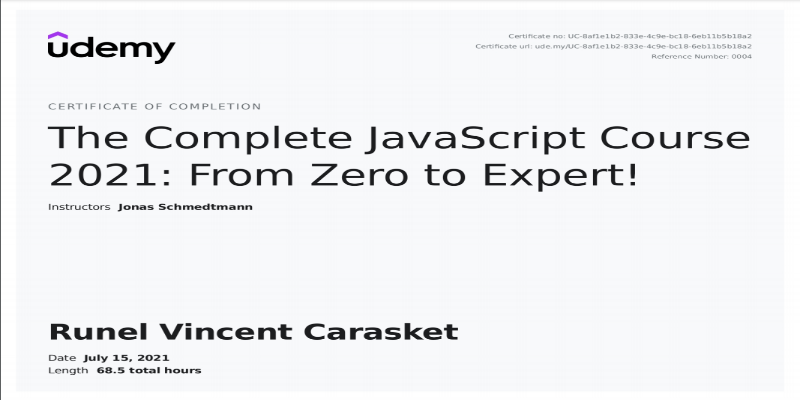 udemy
Certificate no: UC-8af1e1b2-833e-4c9e-bc18-6eb11b5b18a2
Certificate url: ude.my/UC-8af1e1b2-833e-4c9e-bc18-6eb11b5b18a2
Reference Number: 0004
CERTIFICATE OF COMPLETION
The Complete JavaScript Course
2021: From Zero to Expert!
Instructors Jonas Schmedtmann
Runel Vincent Carasket
Date July 15, 2021
Length 68.5 total hours